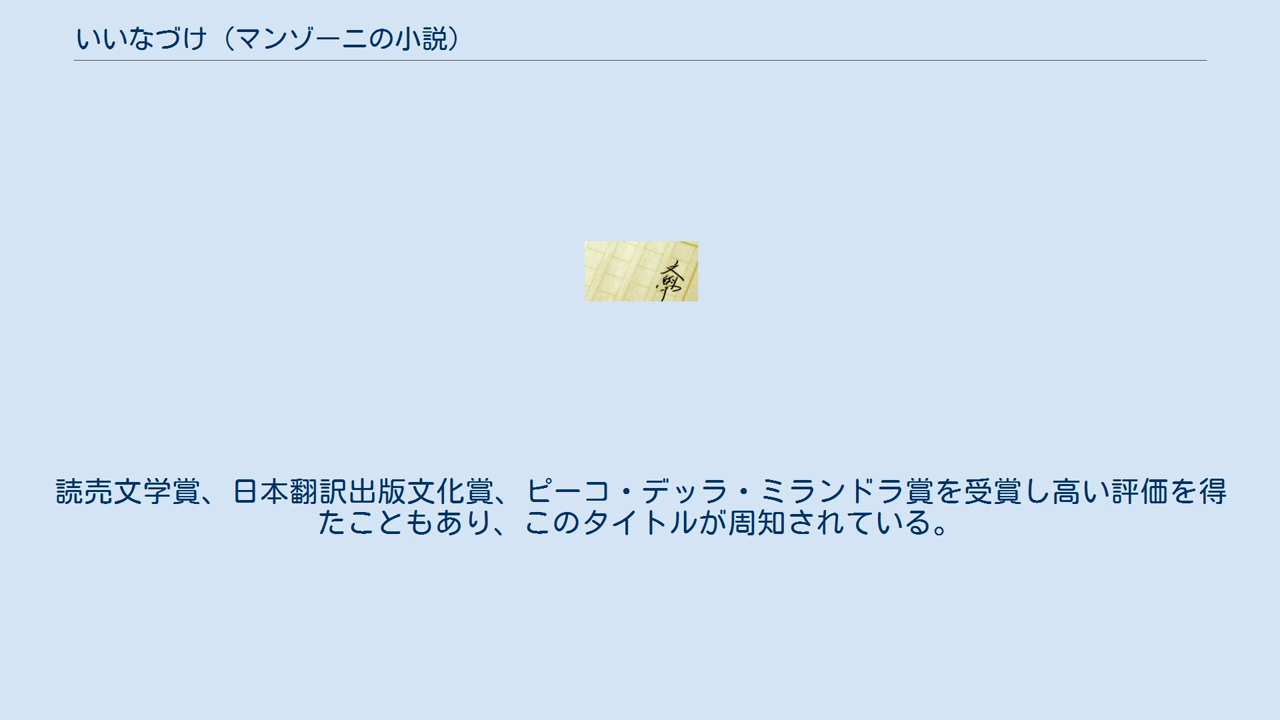 いいなづけ（マンゾーニの小説）
読売文学賞、日本翻訳出版文化賞、ピーコ・デッラ・ミランドラ賞を受賞し高い評価を得
たこともあり、このタイトルが周知されている。